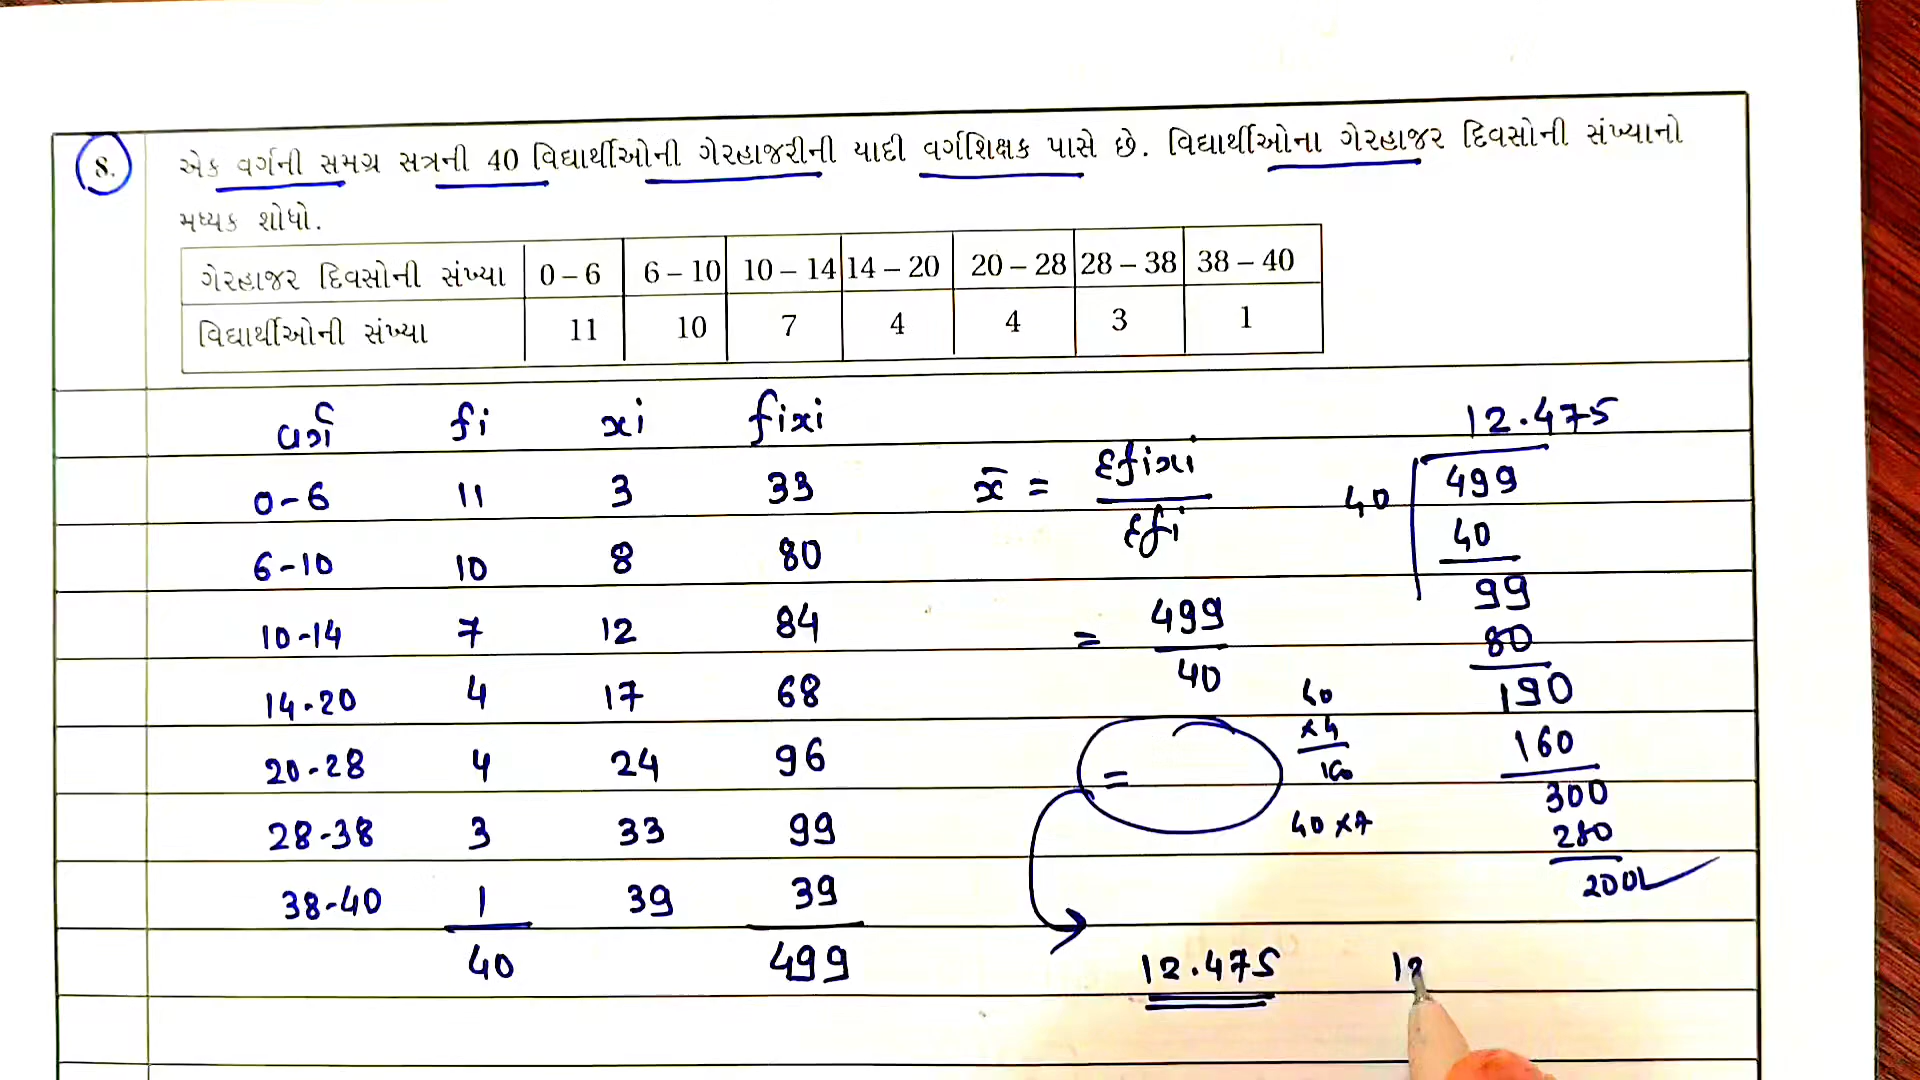 8. એક વર્ગની સમગ્ર સત્રની 40 વિદ્યાર્થીઓની ગેરહાજરીની યાદી વર્ગશિક્ષક પાસે છે. વિદ્યાર્થીઓના ગેરહાજર દિવસોની સંખ્યાનો
મધ્યક શોધો.
ગેરહાજર દિવસોની સંખ્યા 0 – 6 6 – 10 10 – 14 14 – 20 20 – 28 28 – 38 38 – 40
વિદ્યાર્થીઓની સંખ્યા 11 10 7 4 4 3 1
વર્ગ fi xi fixi
0-6 11 3 33
6-10 10 8 80
10-14 7 12 84
14-20 4 17 68
20-28 4 24 96
28-38 3 33 99
38-40 1 39 39
40 499
x̄ = Σfixi
Σfi
= 499
40
=
12.475
40
×4
160
40 ×7
12.475
40 499
40
99
80
190
160
300
280
200
12